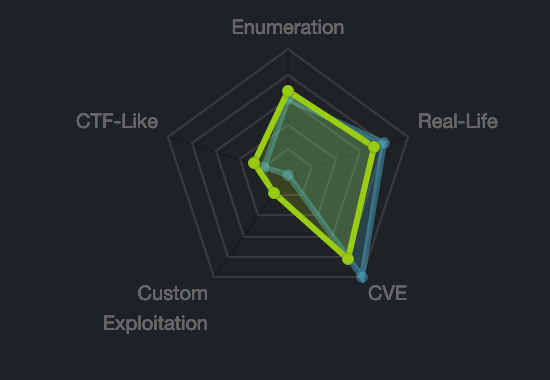 Enumeration
CTF-Like
Real-Life
Custom
Exploitation
CVE